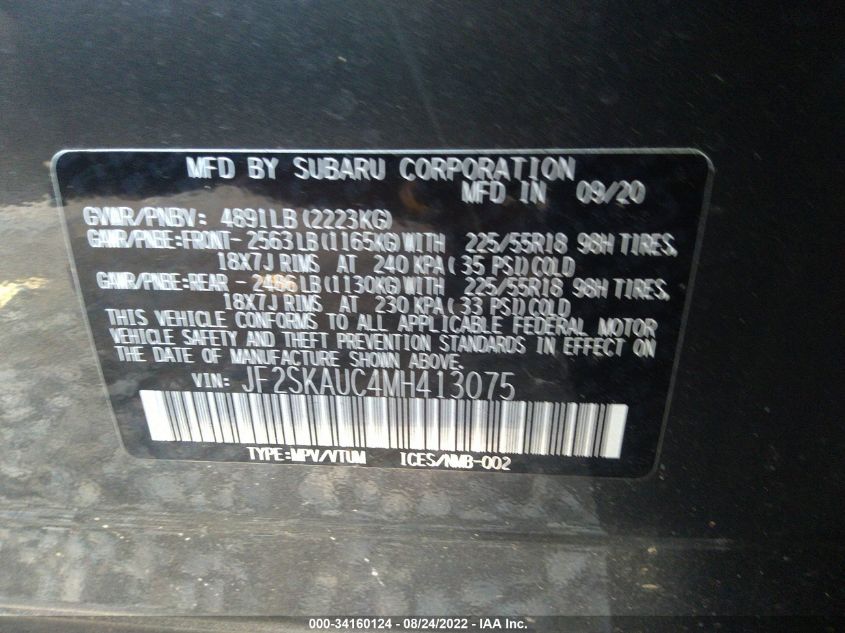 MFD BY SUBARU CORPORATION
MFD IN 09/20
GVWR/PNBV: 4891LB(2223KG)
GAWR/PNBE:FRONT-2563LB(1165KG)WITH 225/55R18 98H TIRES,
18X7J RIMS AT 240 KPA(35 PSI)COLD
GAWR/PNBE:REAR -2486LB(1130KG)WITH 225/55R18 98H TIRES,
18X7J RIMS AT 230 KPA(33 PSI)COLD
THIS VEHICLE CONFORMS TO ALL APPLICABLE FEDERAL MOTOR
VEHICLE SAFETY AND THEFT PREVENTION STANDARDS IN EFFECT ON
THE DATE OF MANUFACTURE SHOWN ABOVE.
VIN: JF2SKAUC4MH413075
TYPE:MPV/VTUM ICES/NMB-002
000-34160124 - 08/24/2022 - IAA Inc.